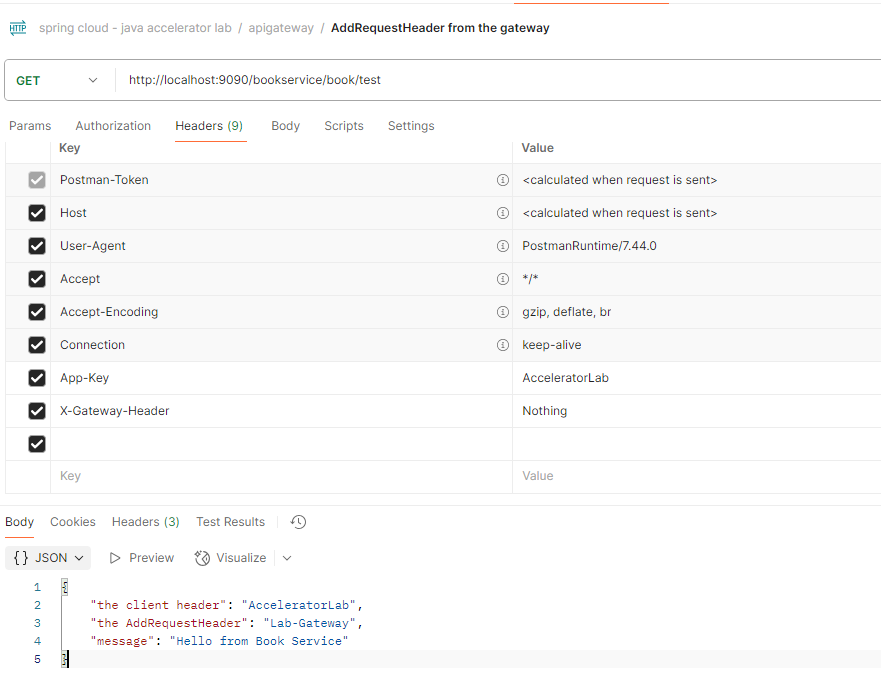 HTTP spring cloud - java accelerator lab / apigateway / AddRequestHeader from the gateway
GET http://localhost:9090/bookservice/book/test
Params Authorization Headers (9) Body Scripts Settings
Key Value
Postman-Token <calculated when request is sent>
Host <calculated when request is sent>
User-Agent PostmanRuntime/7.44.0
Accept */*
Accept-Encoding gzip, deflate, br
Connection keep-alive
App-Key AcceleratorLab
X-Gateway-Header Nothing
Key Value
Body Cookies Headers (3) Test Results
{} JSON Preview Visualize
1 {
2 "the client header": "AcceleratorLab",
3 "the AddRequestHeader": "Lab-Gateway",
4 "message": "Hello from Book Service"
5 }